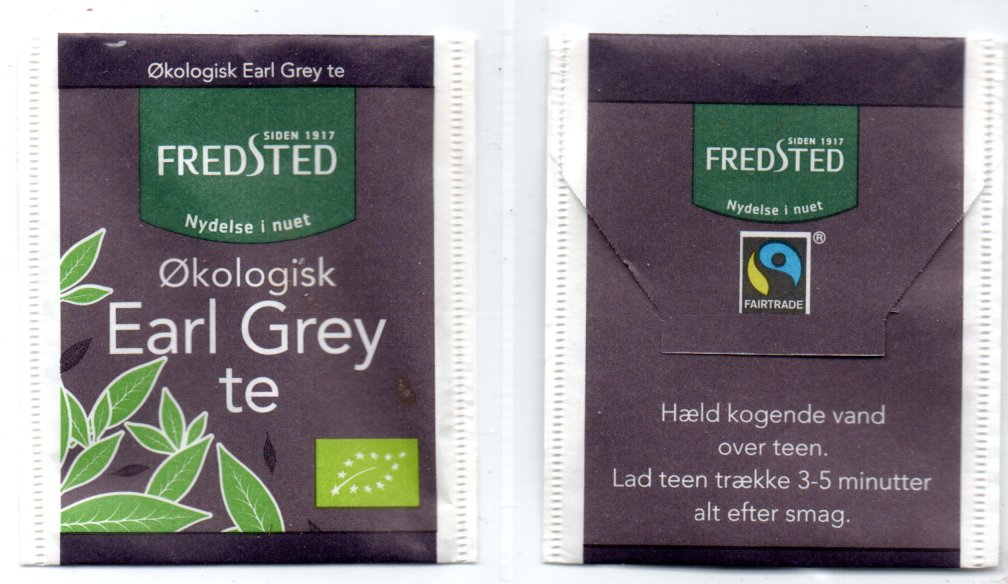 Økologisk Earl Grey te
SIDEN 1917
FREDSTED
Nydelse i nuet
Økologisk
Earl Grey
te
SIDEN 1917
FREDSTED
Nydelse i nuet
®
FAIRTRADE
Hæld kogende vand
over teen.
Lad teen trække 3-5 minutter
alt efter smag.